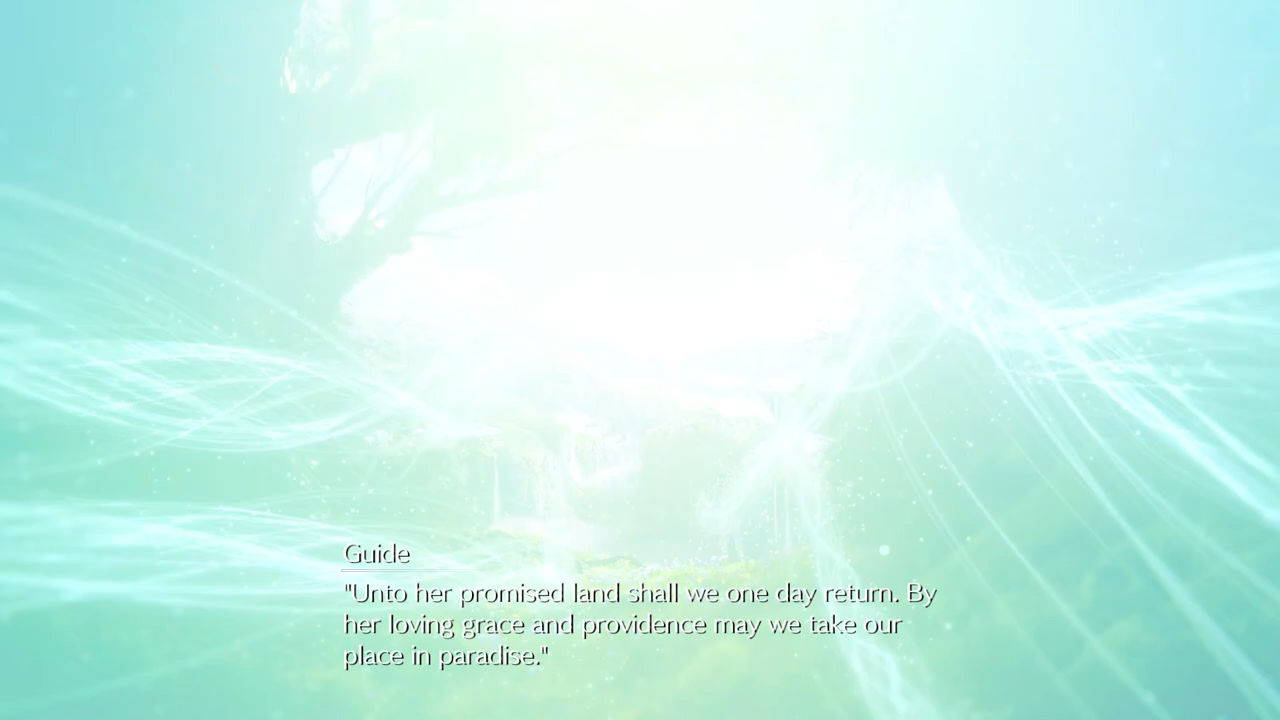 Guide
"Unto her promised land shall we one day return. By
her loving grace and providence may we take our
place in paradise."